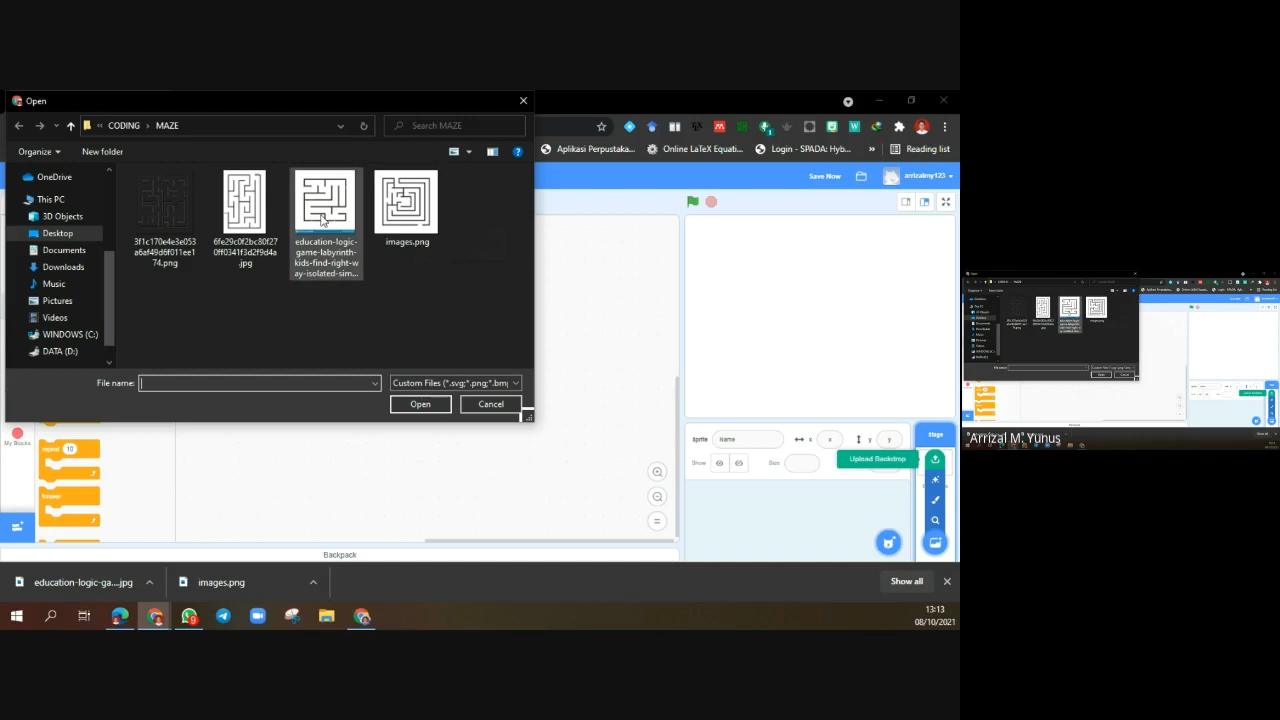 Open
CODING > MAZE
Search MAZE
Organize
New folder
OneDrive
This PC
3D Objects
Desktop
Documents
Downloads
Music
Pictures
Videos
WINDOWS (C:)
DATA (D:)
3f1c170e4e3e053
a6af49d6f011ee1
74.png
6fe29c0f2bc80f27
0ff0341f3d2f9d4a
.jpg
education-logic-
game-labyrinth-
kids-find-right-w
ay-isolated-sim...
images.png
File name:
Custom Files (*.svg;*.png;*.bmp
Open
Cancel
Aplikasi Perpustaka...
Online LaTeX Equati...
Login - SPADA: Hyb...
»
Reading list
Save Now
arrizalmy123
My Blocks
repeat 10
forever
Sprite
Name
x
x
y
y
Show
Size
Stage
Upload Backdrop
Backpack
education-logic-ga....jpg
images.png
Show all
9
13:13
08/10/2021
Arrizal M. Yunus